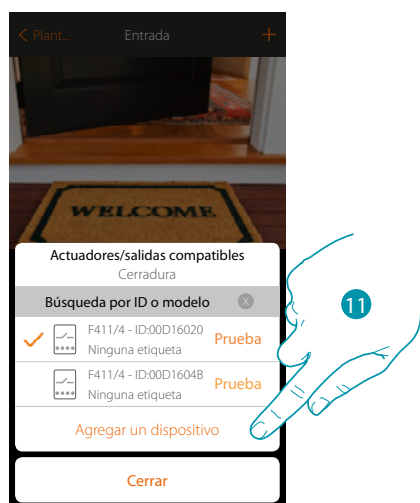 < Plant... Entrada +
WELCOME
Actuadores/salidas compatibles
Cerradura
Búsqueda por ID o modelo X
F411/4 - ID:00D16020
Ninguna etiqueta
Prueba
F411/4 - ID:00D1604B
Ninguna etiqueta
Prueba
Agregar un dispositivo
Cerrar
11